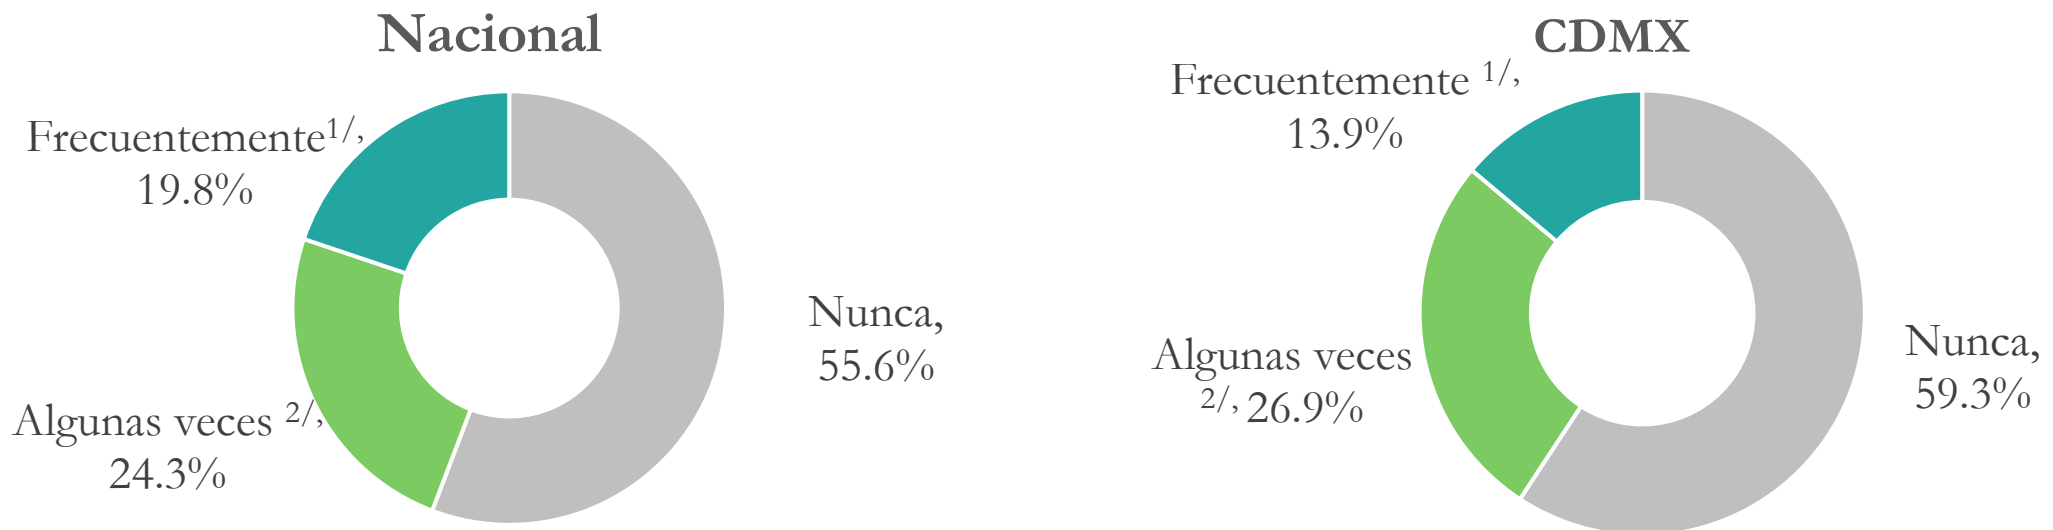 Nacional
Frecuentemente1/,
19.8%
Nunca,
55.6%
Algunas veces 2/,
24.3%
CDMX
Frecuentemente 1/,
13.9%
Algunas veces
2/, 26.9%
Nunca,
59.3%